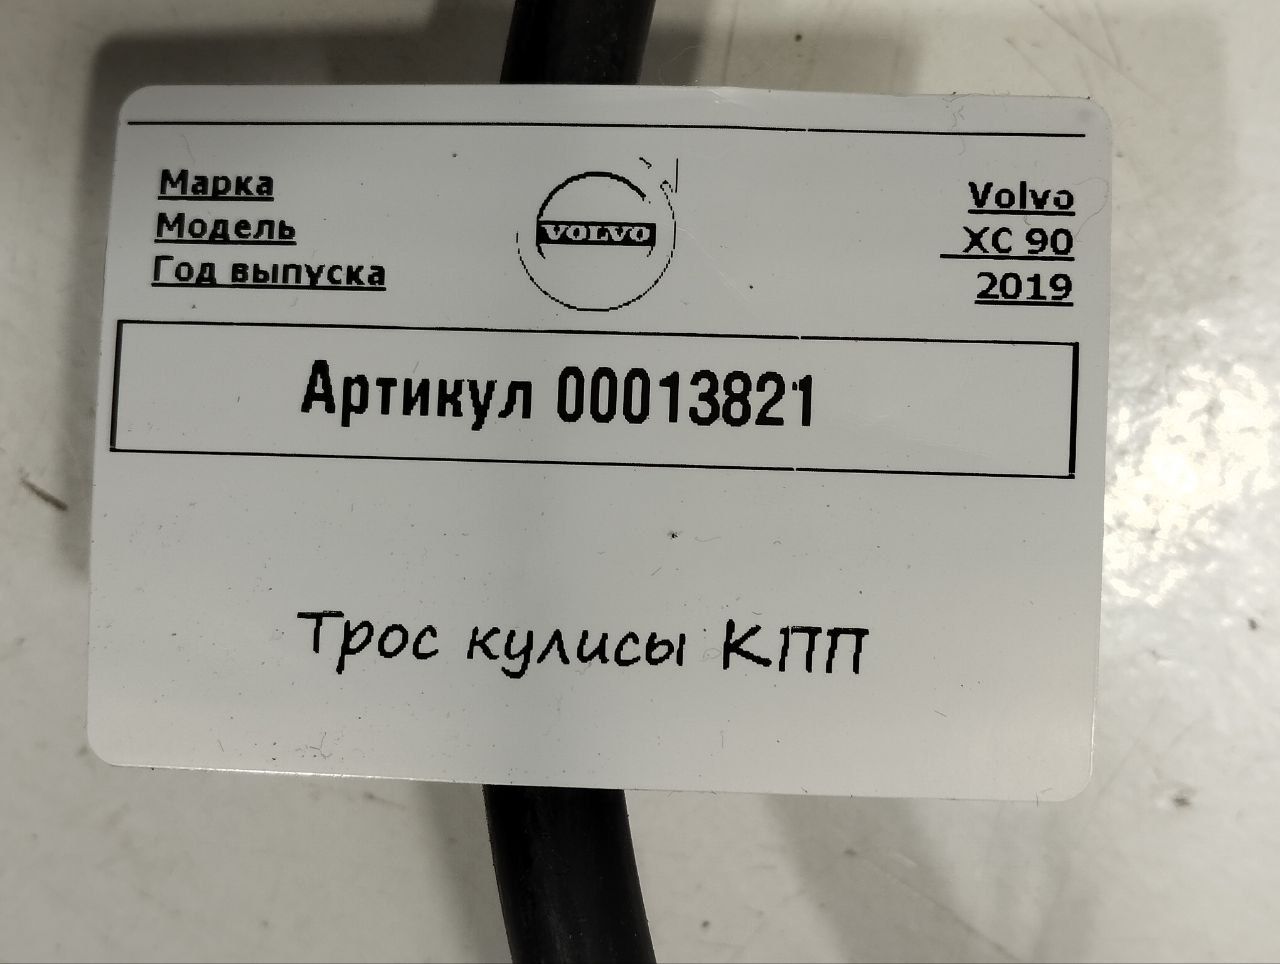 Марка Volvo
Модель XC 90
Год выпуска 2019
VOLVO
Артикул 00013821
Трос кулисы КПП